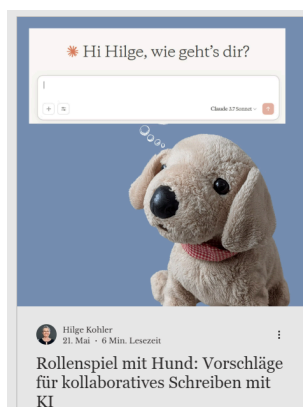 Hi Hilge, wie geht's dir?
Claude 3.7 Sonnet
Hilge Kohler
21. Mai · 6 Min. Lesezeit
Rollenspiel mit Hund: Vorschläge
für kollaboratives Schreiben mit
KI